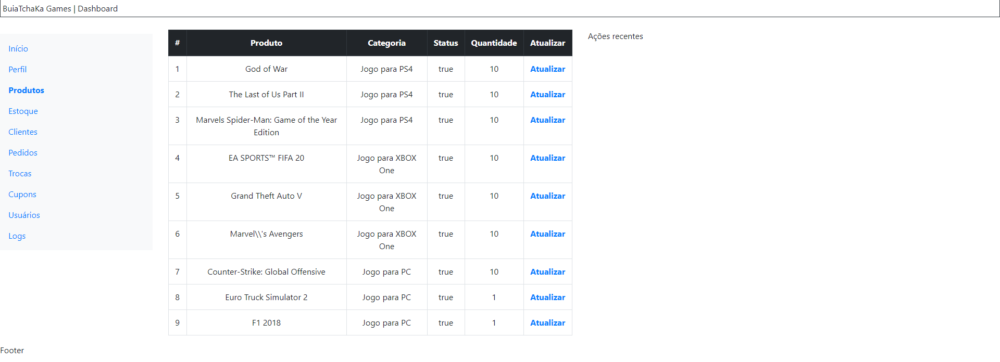 BuiaTchaKa Games | Dashboard
Início
Perfil
Produtos
Estoque
Clientes
Pedidos
Trocas
Cupons
Usuários
Logs
# Produto Categoria Status Quantidade Atualizar
1 God of War Jogo para PS4 true 10 Atualizar
2 The Last of Us Part II Jogo para PS4 true 10 Atualizar
3 Marvels Spider-Man: Game of the Year Jogo para PS4 true 10 Atualizar
Edition
4 EA SPORTS™ FIFA 20 Jogo para XBOX true 10 Atualizar
One
5 Grand Theft Auto V Jogo para XBOX true 10 Atualizar
One
6 Marvel\\'s Avengers Jogo para XBOX true 10 Atualizar
One
7 Counter-Strike: Global Offensive Jogo para PC true 10 Atualizar
8 Euro Truck Simulator 2 Jogo para PC true 1 Atualizar
9 F1 2018 Jogo para PC true 1 Atualizar
Ações recentes
Footer